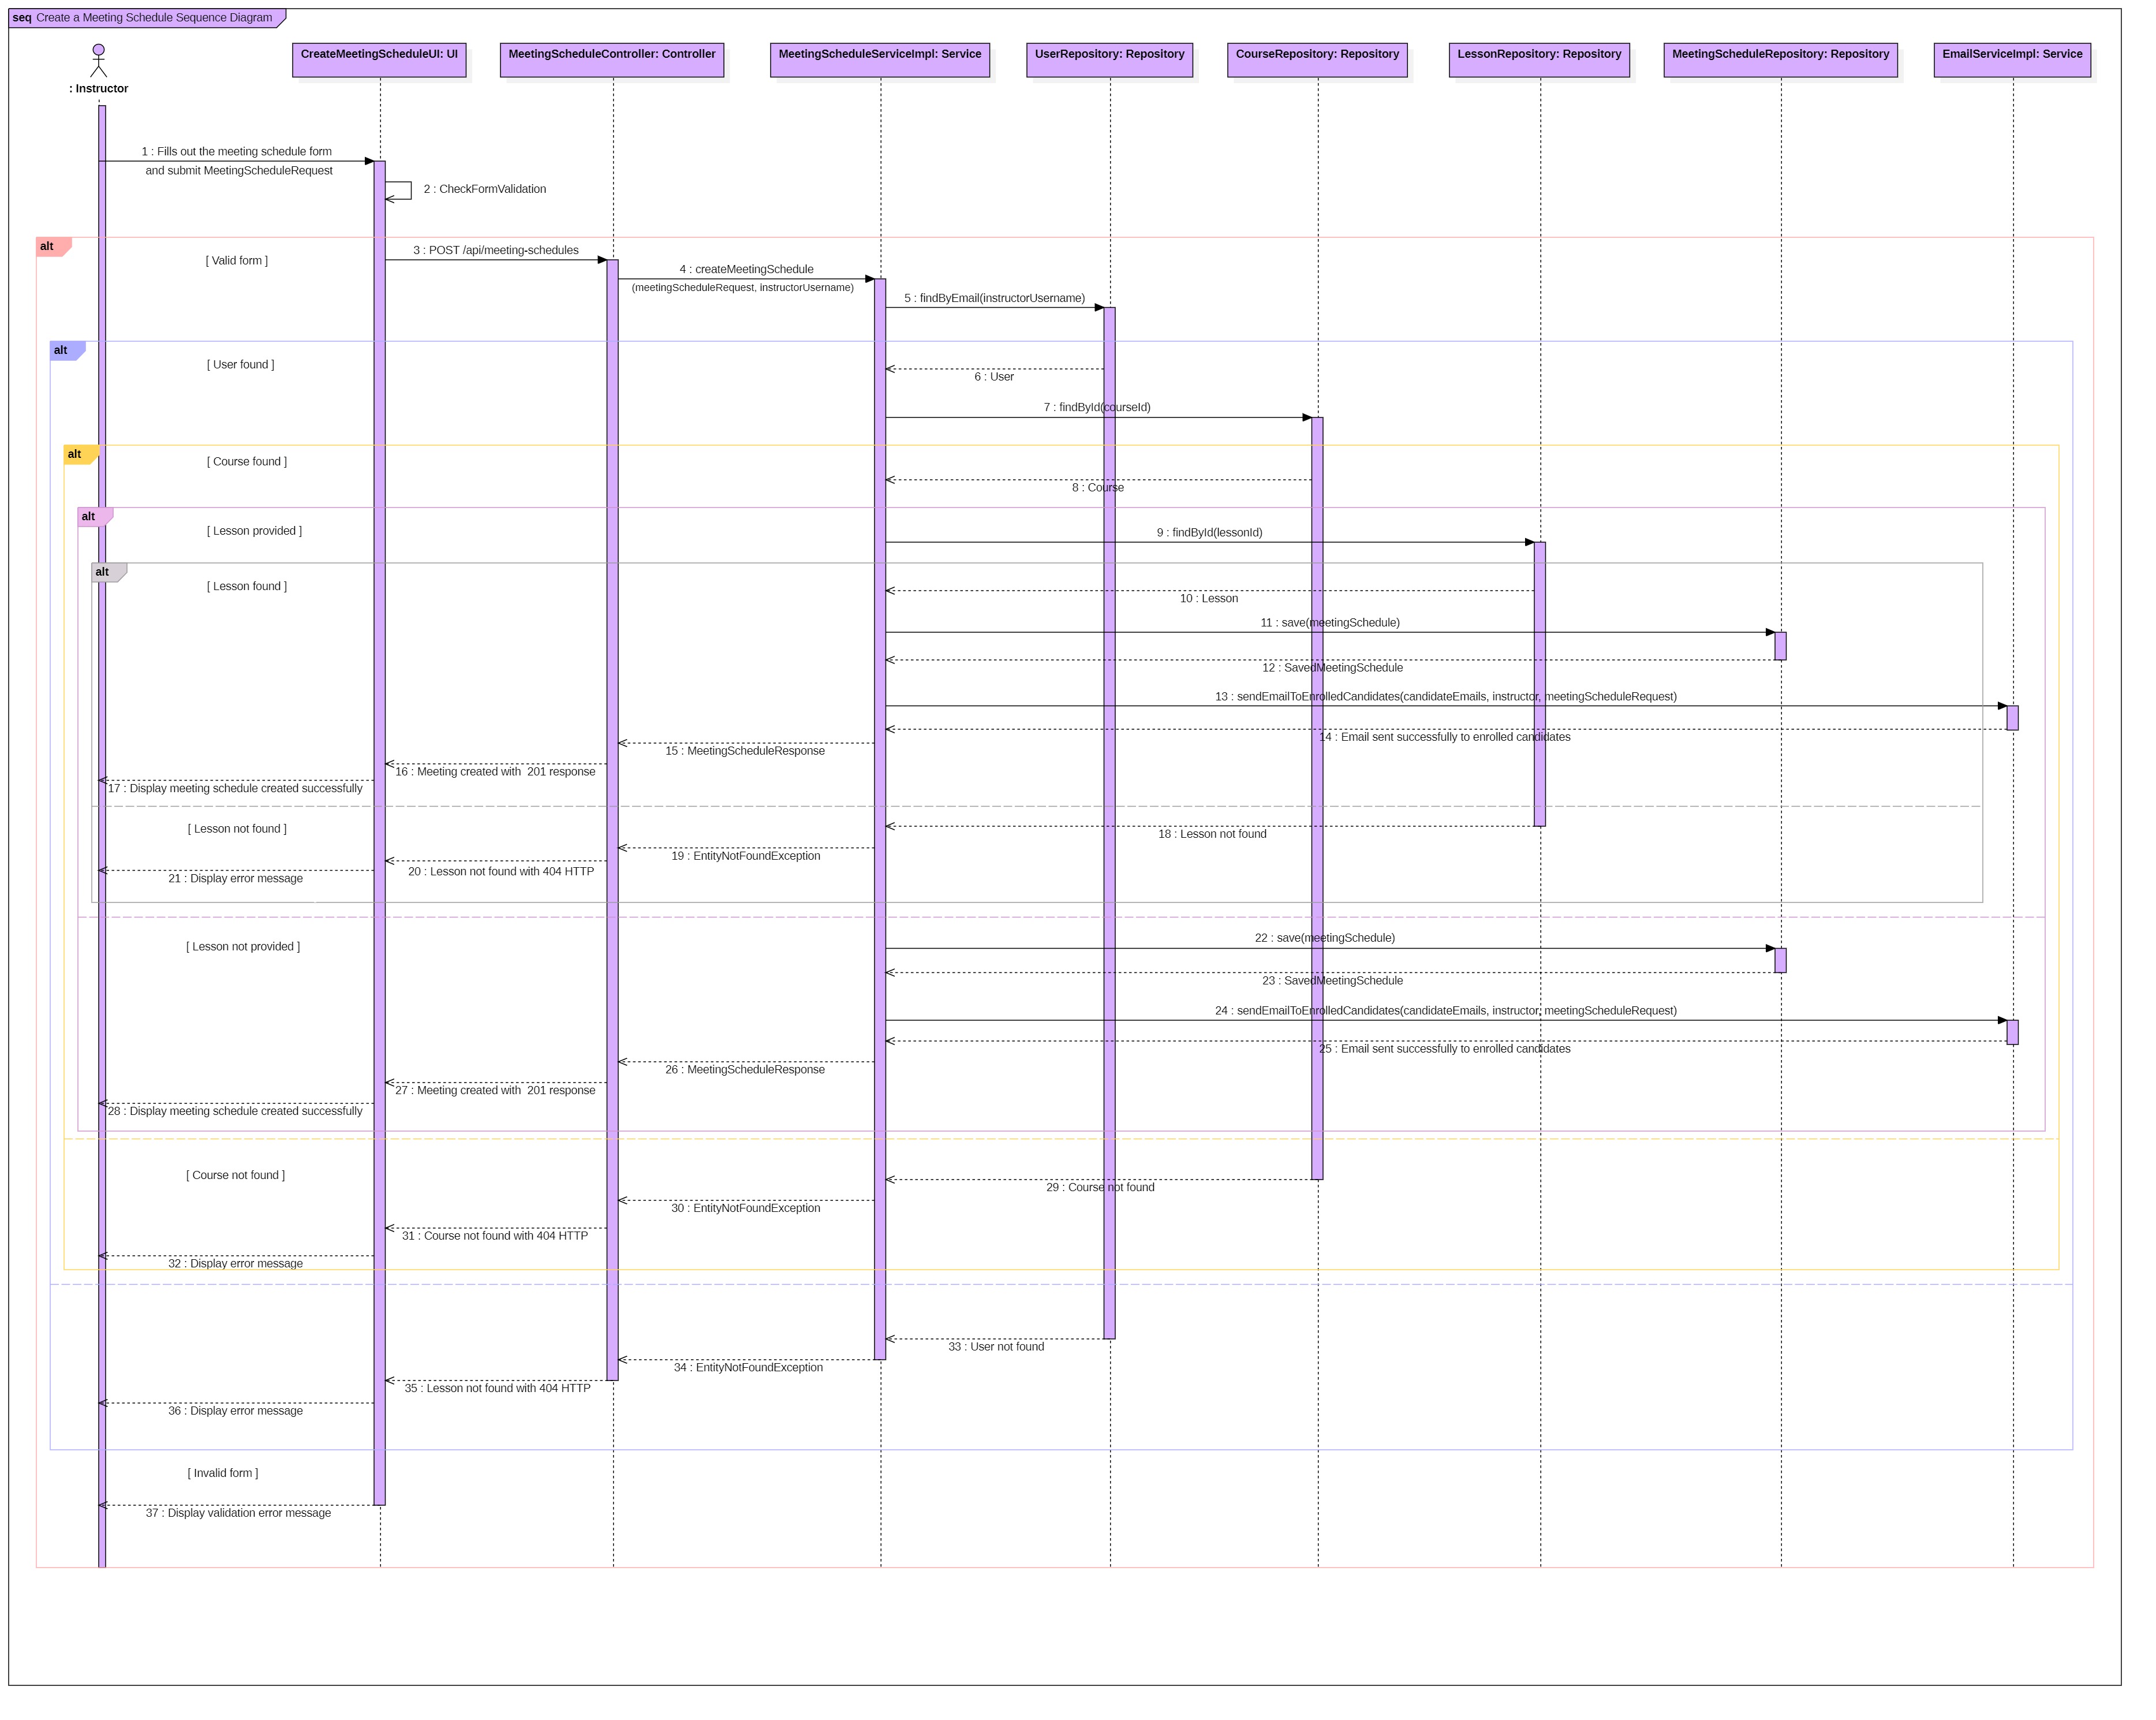 seq Create a Meeting Schedule Sequence Diagram
: Instructor
CreateMeetingScheduleUI: UI
MeetingScheduleController: Controller
MeetingScheduleServiceImpl: Service
UserRepository: Repository
CourseRepository: Repository
LessonRepository: Repository
MeetingScheduleRepository: Repository
EmailServiceImpl: Service
1 : Fills out the meeting schedule form
and submit MeetingScheduleRequest
2 : CheckFormValidation
alt
[ Valid form ]
3 : POST /api/meeting-schedules
4 : createMeetingSchedule
(meetingScheduleRequest, instructorUsername)
5 : findByEmail(instructorUsername)
alt
[ User found ]
6 : User
7 : findById(courseId)
alt
[ Course found ]
8 : Course
alt
[ Lesson provided ]
9 : findById(lessonId)
alt
[ Lesson found ]
10 : Lesson
11 : save(meetingSchedule)
12 : SavedMeetingSchedule
13 : sendEmailToEnrolledCandidates(candidateEmails, instructor, meetingScheduleRequest)
14 : Email sent successfully to enrolled candidates
15 : MeetingScheduleResponse
16 : Meeting created with  201 response
17 : Display meeting schedule created successfully
[ Lesson not found ]
18 : Lesson not found
19 : EntityNotFoundException
20 : Lesson not found with 404 HTTP
21 : Display error message
[ Lesson not provided ]
22 : save(meetingSchedule)
23 : SavedMeetingSchedule
24 : sendEmailToEnrolledCandidates(candidateEmails, instructor, meetingScheduleRequest)
25 : Email sent successfully to enrolled candidates
26 : MeetingScheduleResponse
27 : Meeting created with  201 response
28 : Display meeting schedule created successfully
[ Course not found ]
29 : Course not found
30 : EntityNotFoundException
31 : Course not found with 404 HTTP
32 : Display error message
33 : User not found
34 : EntityNotFoundException
35 : Lesson not found with 404 HTTP
36 : Display error message
[ Invalid form ]
37 : Display validation error message